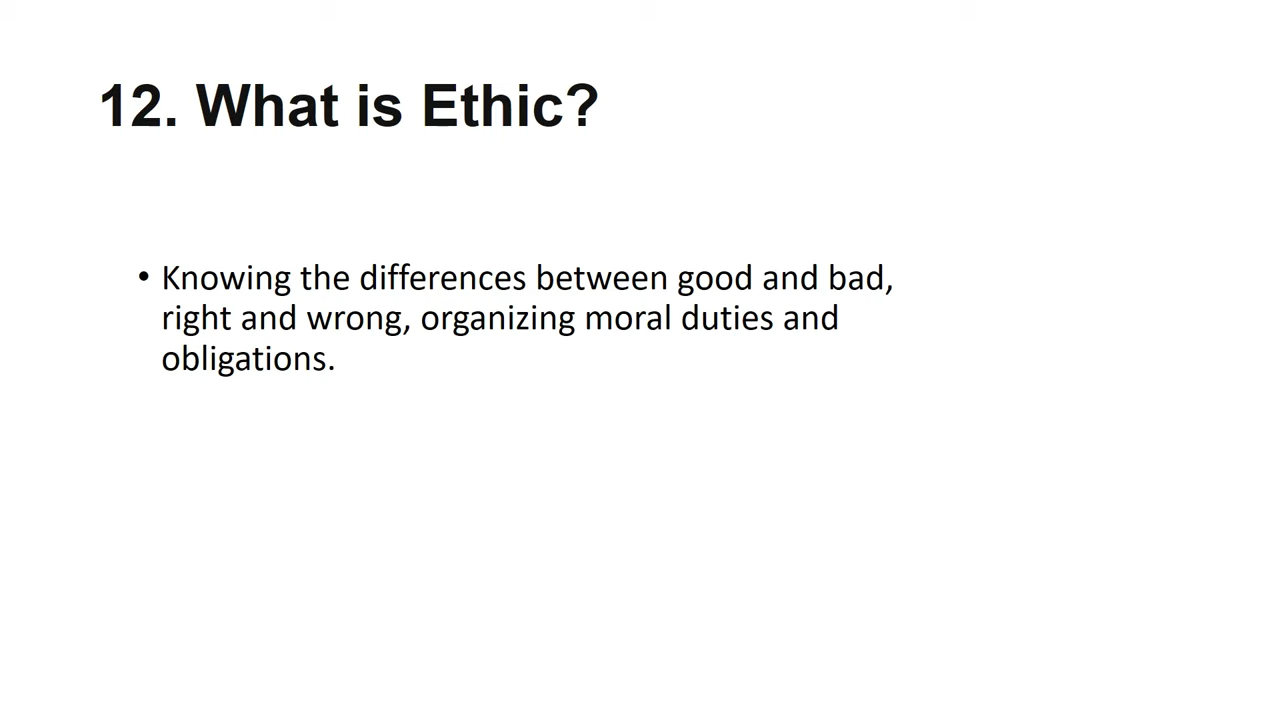 12. What is Ethic?
• Knowing the differences between good and bad,
right and wrong, organizing moral duties and
obligations.